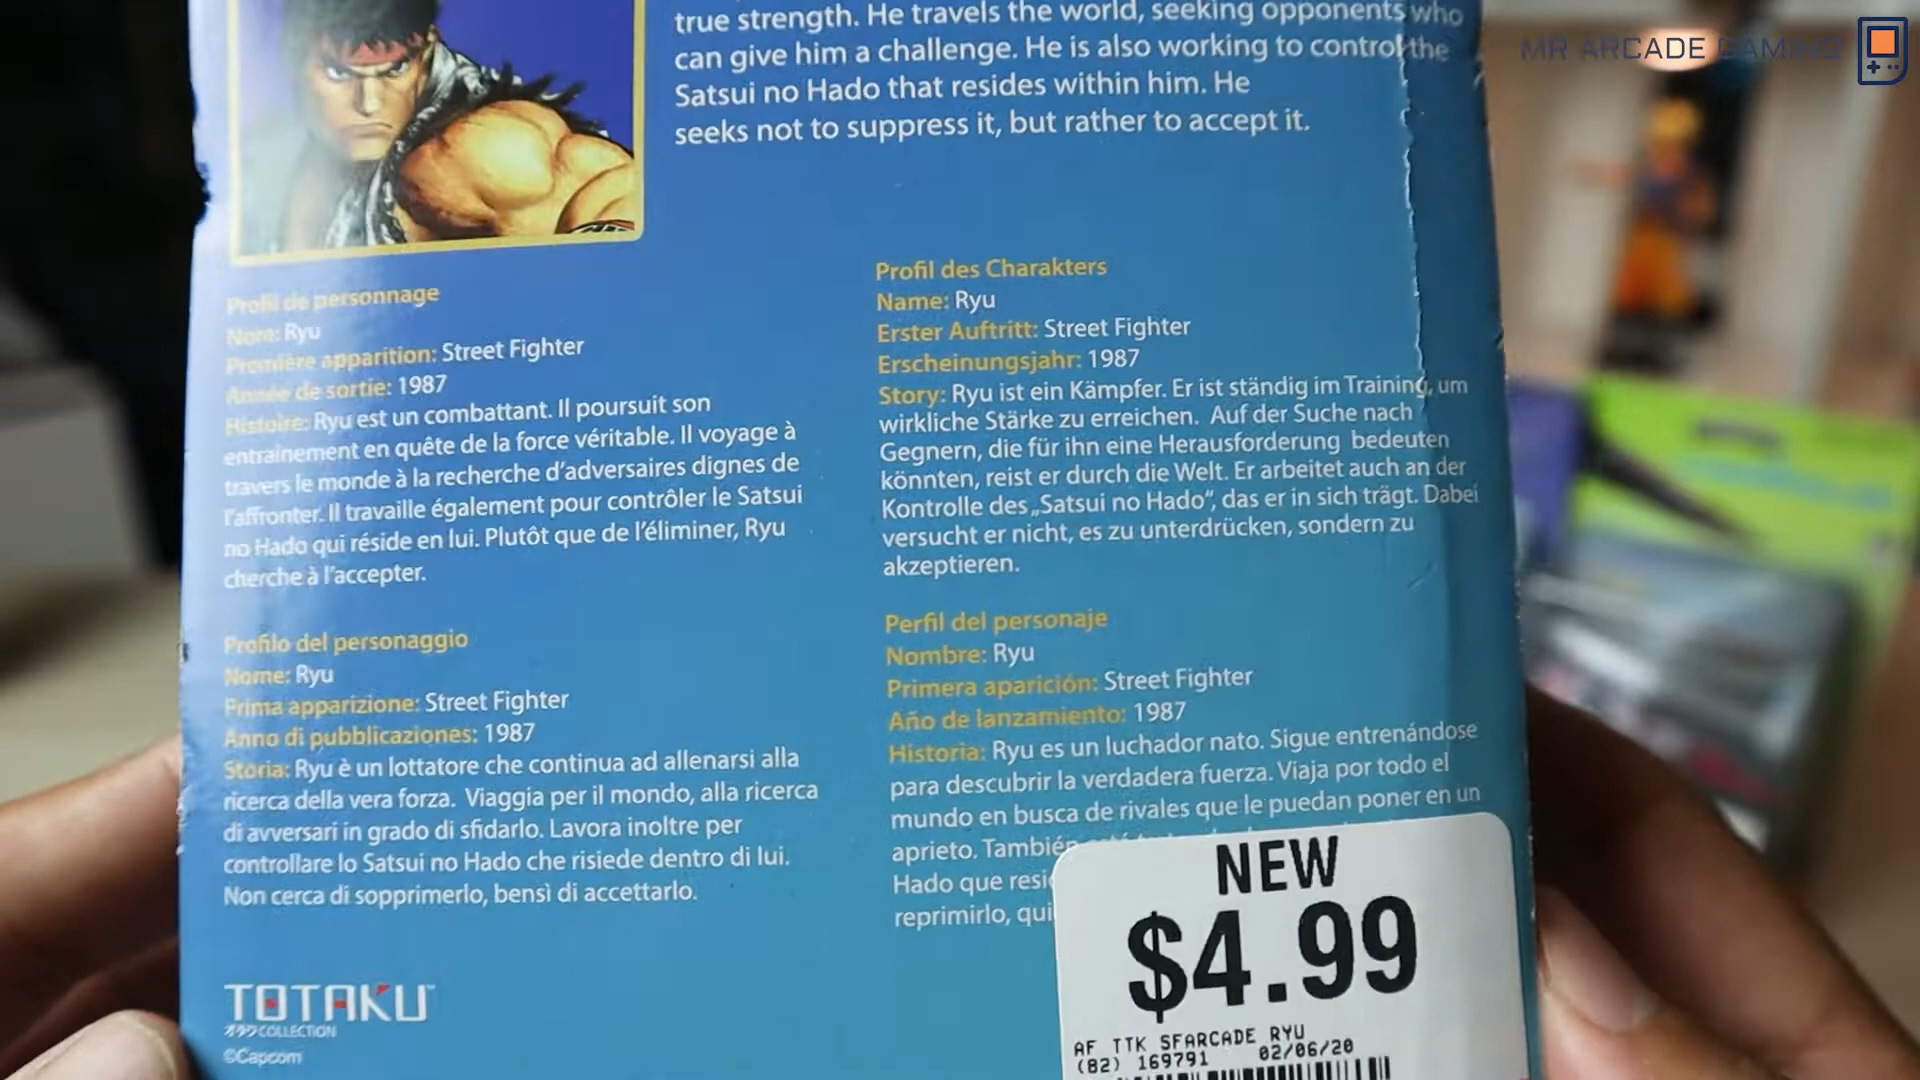 MR ARCADE GAMING
true strength. He travels the world, seeking opponents who
can give him a challenge. He is also working to control the
Satsui no Hado that resides within him. He
seeks not to suppress it, but rather to accept it.
Profil de personnage
Nom: Ryu
Première apparition: Street Fighter
Année de sortie: 1987
Histoire: Ryu est un combattant. Il poursuit son
entrainement en quête de la force véritable. Il voyage à
travers le monde à la recherche d'adversaires dignes de
l'affronter. Il travaille également pour contrôler le Satsui
no Hado qui réside en lui. Plutôt que de l'éliminer, Ryu
cherche à l'accepter.
Profil des Charakters
Name: Ryu
Erster Auftritt: Street Fighter
Erscheinungsjahr: 1987
Story: Ryu ist ein Kämpfer. Er ist ständig im Training, um
wirkliche Stärke zu erreichen. Auf der Suche nach
Gegnern, die für ihn eine Herausforderung bedeuten
könnten, reist er durch die Welt. Er arbeitet auch an der
Kontrolle des „Satsui no Hado“, das er in sich trägt. Dabei
versucht er nicht, es zu unterdrücken, sondern zu
akzeptieren.
Profilo del personaggio
Nome: Ryu
Prima apparizione: Street Fighter
Anno di pubblicaziones: 1987
Storia: Ryu è un lottatore che continua ad allenarsi alla
ricerca della vera forza. Viaggia per il mondo, alla ricerca
di avversari in grado di sfidarlo. Lavora inoltre per
controllare lo Satsui no Hado che risiede dentro di lui.
Non cerca di sopprimerlo, bensì di accettarlo.
Perfil del personaje
Nombre: Ryu
Primera aparición: Street Fighter
Año de lanzamiento: 1987
Historia: Ryu es un luchador nato. Sigue entrenándose
para descubrir la verdadera fuerza. Viaja por todo el
mundo en busca de rivales que le puedan poner en un
aprieto. También
Hado que resi
reprimirlo, qui
TOTAKU™
COLLECTION
©Capcom
NEW
$4.99
AF TTK SFARCADE RYU
(82) 169791 02/06/20